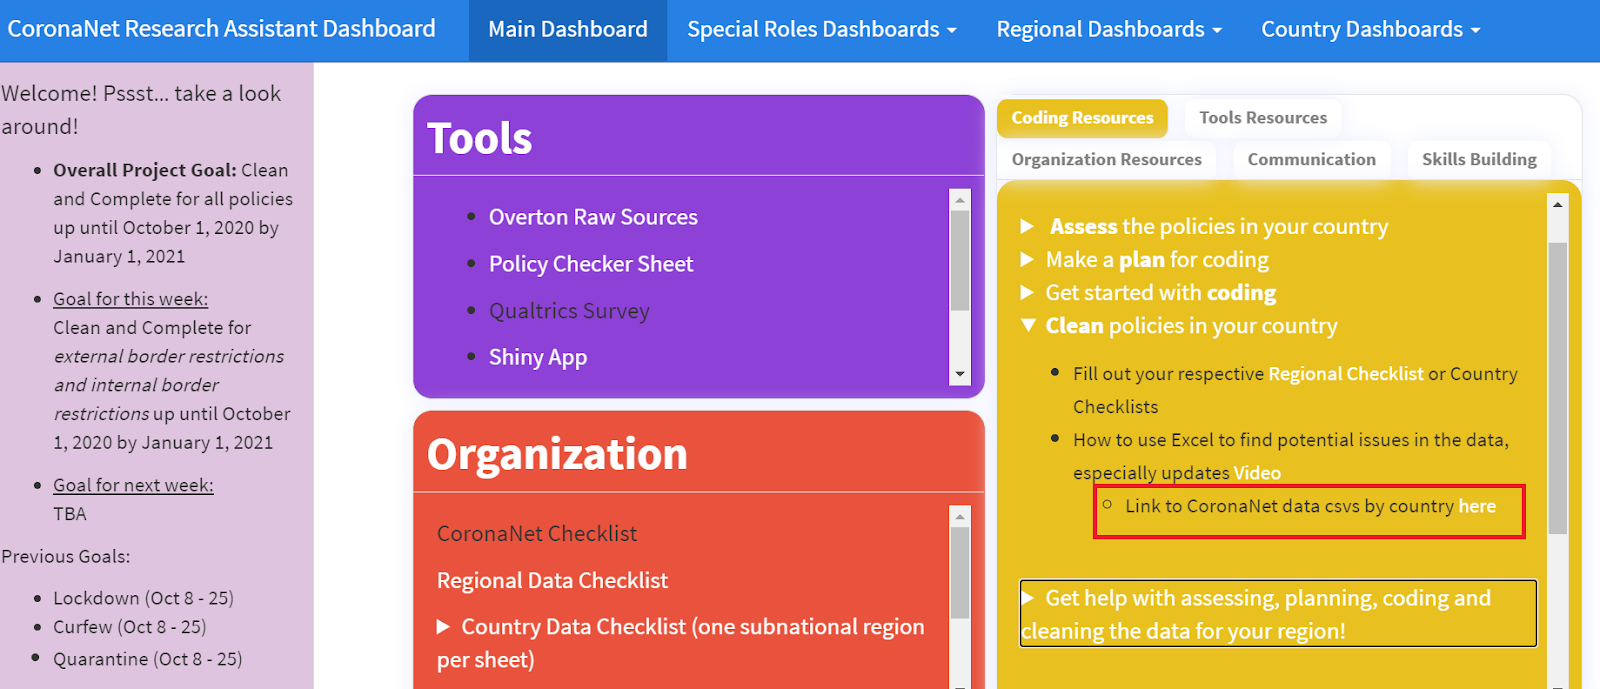 CoronaNet Research Assistant Dashboard Main Dashboard Special Roles Dashboards Regional Dashboards Country Dashboards
Welcome! Pssst... take a look
around!
• Overall Project Goal: Clean
and Complete for all policies
up until October 1, 2020 by
January 1, 2021
• Goal for this week:
Clean and Complete for
external border restrictions
and internal border
restrictions up until October
1, 2020 by January 1, 2021
• Goal for next week:
TBA
Previous Goals:
• Lockdown (Oct 8 - 25)
• Curfew (Oct 8 - 25)
• Quarantine (Oct 8 - 25)
Tools
• Overton Raw Sources
• Policy Checker Sheet
• Qualtrics Survey
• Shiny App
Organization
CoronaNet Checklist
Regional Data Checklist
▶ Country Data Checklist (one subnational region
per sheet)
Coding Resources Tools Resources
Organization Resources Communication Skills Building
▶ Assess the policies in your country
▶ Make a plan for coding
▶ Get started with coding
▼ Clean policies in your country
• Fill out your respective Regional Checklist or Country
Checklists
• How to use Excel to find potential issues in the data,
especially updates Video
○ Link to CoronaNet data csvs by country here
▶ Get help with assessing, planning, coding and
cleaning the data for your region!